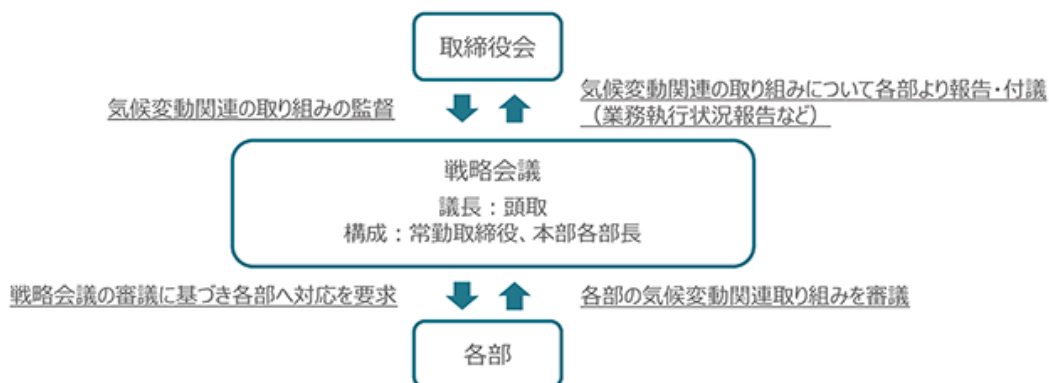 取締役会
気候変動関連の取り組みの監督
気候変動関連の取り組みについて各部より報告・付議
（業務執行状況報告など）
戦略会議
議長：頭取
構成：常勤取締役、本部各部長
戦略会議の審議に基づき各部へ対応を要求
各部の気候変動関連取り組みを審議
各部